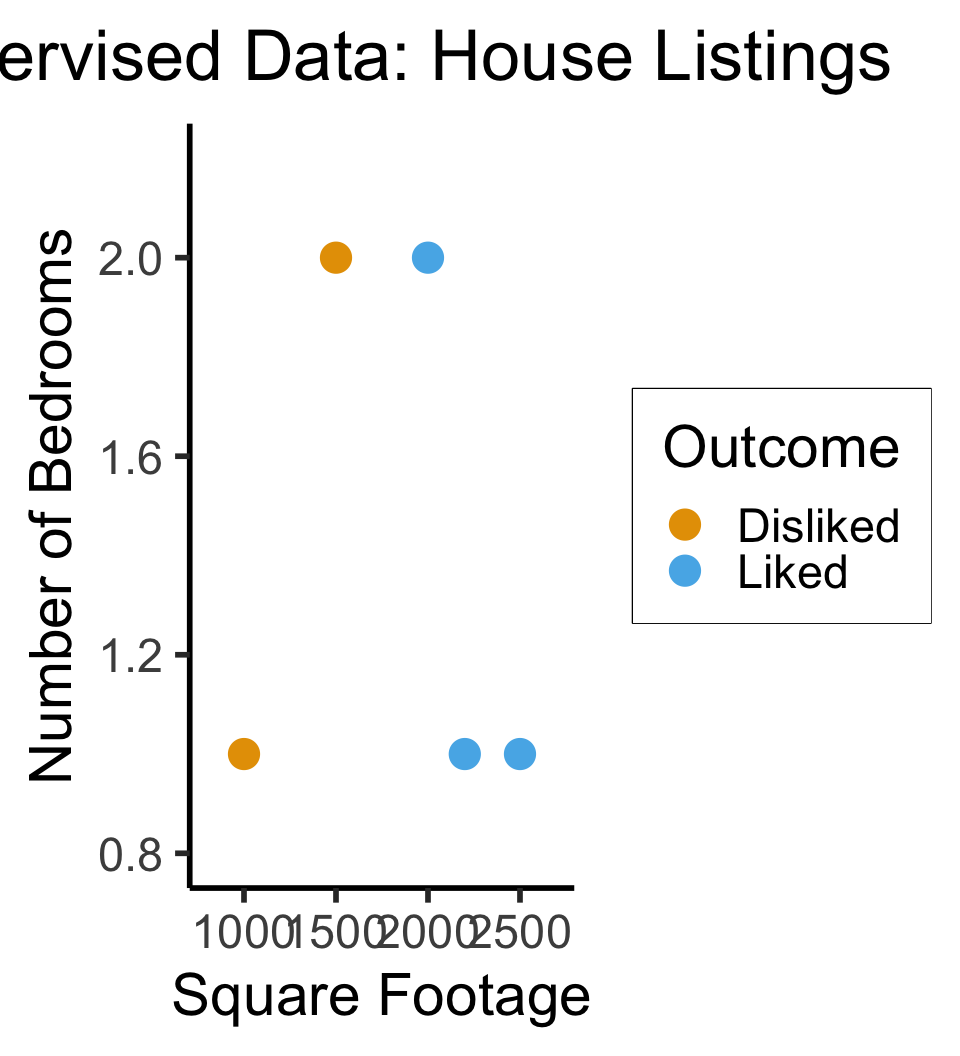 ervised Data: House Listings
Number of Bedrooms
2.0
1.6
1.2
0.8
1000 1500 2000 2500
Square Footage
Outcome
Disliked
Liked